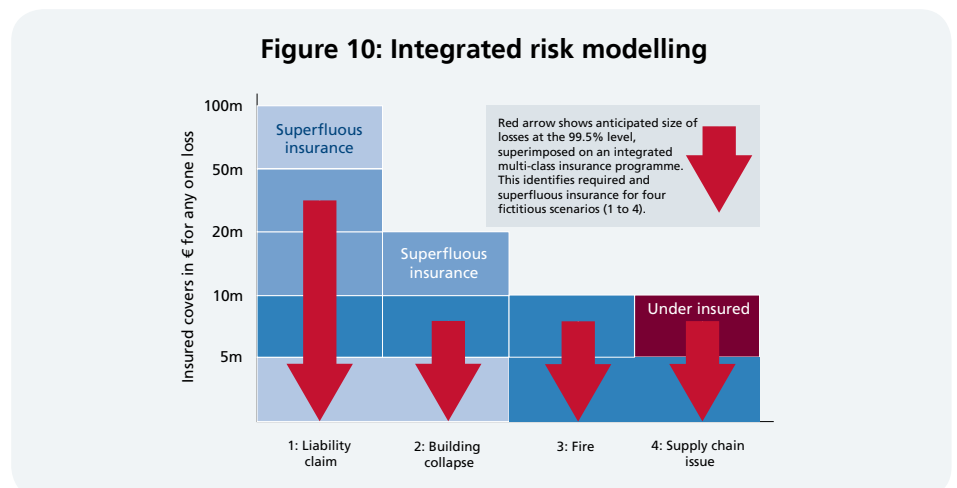 Figure 10: Integrated risk modelling
Insured covers in € for any one loss
100m
50m
20m
10m
5m
Superfluous
insurance
Superfluous
insurance
Red arrow shows anticipated size of
losses at the 99.5% level,
superimposed on an integrated
multi-class insurance programme.
This identifies required and
superfluous insurance for four
fictitious scenarios (1 to 4).
Under insured
1: Liability
claim
2: Building
collapse
3: Fire
4: Supply chain
issue